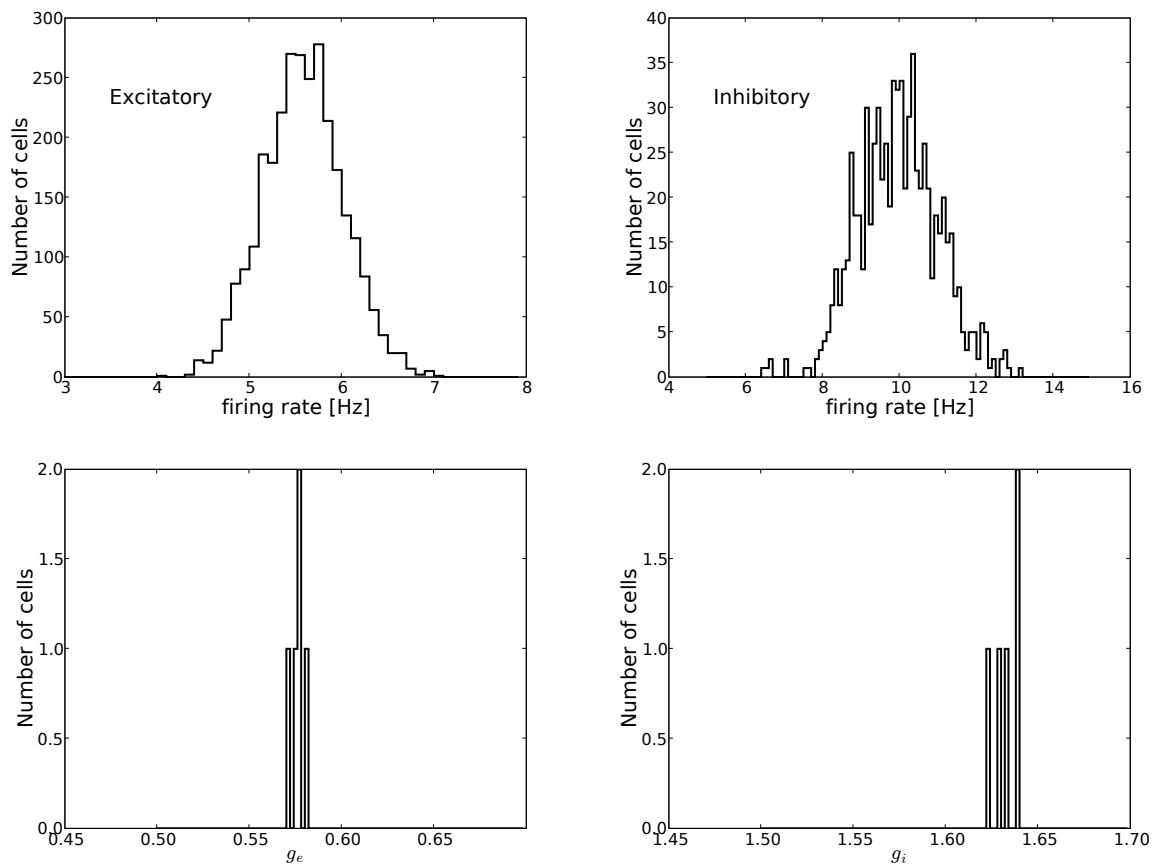 300
250
200
150
100
50
0
Number of cells
Excitatory
3 4 5 6 7 8
firing rate [Hz]
40
35
30
25
20
15
10
5
0
Number of cells
Inhibitory
4 6 8 10 12 14 16
firing rate [Hz]
2.0
1.5
1.0
0.5
0.0
Number of cells
0.45 0.50 0.55 0.60 0.65
g_e
2.0
1.5
1.0
0.5
0.0
Number of cells
1.45 1.50 1.55 1.60 1.65 1.70
g_i